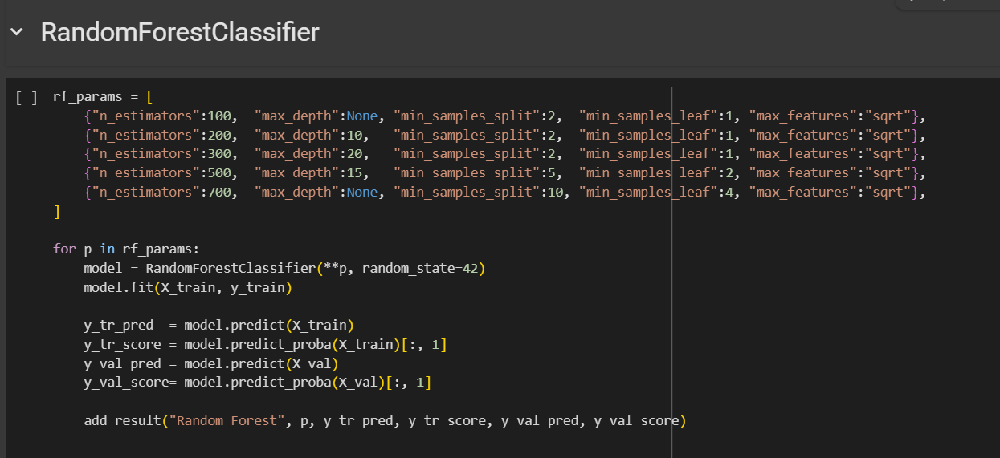 RandomForestClassifier
[ ] rf_params = [
    {"n_estimators":100,  "max_depth":None, "min_samples_split":2,  "min_samples_leaf":1, "max_features":"sqrt"},
    {"n_estimators":200,  "max_depth":10,   "min_samples_split":2,  "min_samples_leaf":1, "max_features":"sqrt"},
    {"n_estimators":300,  "max_depth":20,   "min_samples_split":2,  "min_samples_leaf":1, "max_features":"sqrt"},
    {"n_estimators":500,  "max_depth":15,   "min_samples_split":5,  "min_samples_leaf":2, "max_features":"sqrt"},
    {"n_estimators":700,  "max_depth":None, "min_samples_split":10, "min_samples_leaf":4, "max_features":"sqrt"},
]
for p in rf_params:
    model = RandomForestClassifier(**p, random_state=42)
    model.fit(X_train, y_train)
    y_tr_pred  = model.predict(X_train)
    y_tr_score = model.predict_proba(X_train)[:, 1]
    y_val_pred = model.predict(X_val)
    y_val_score= model.predict_proba(X_val)[:, 1]
    add_result("Random Forest", p, y_tr_pred, y_tr_score, y_val_pred, y_val_score)